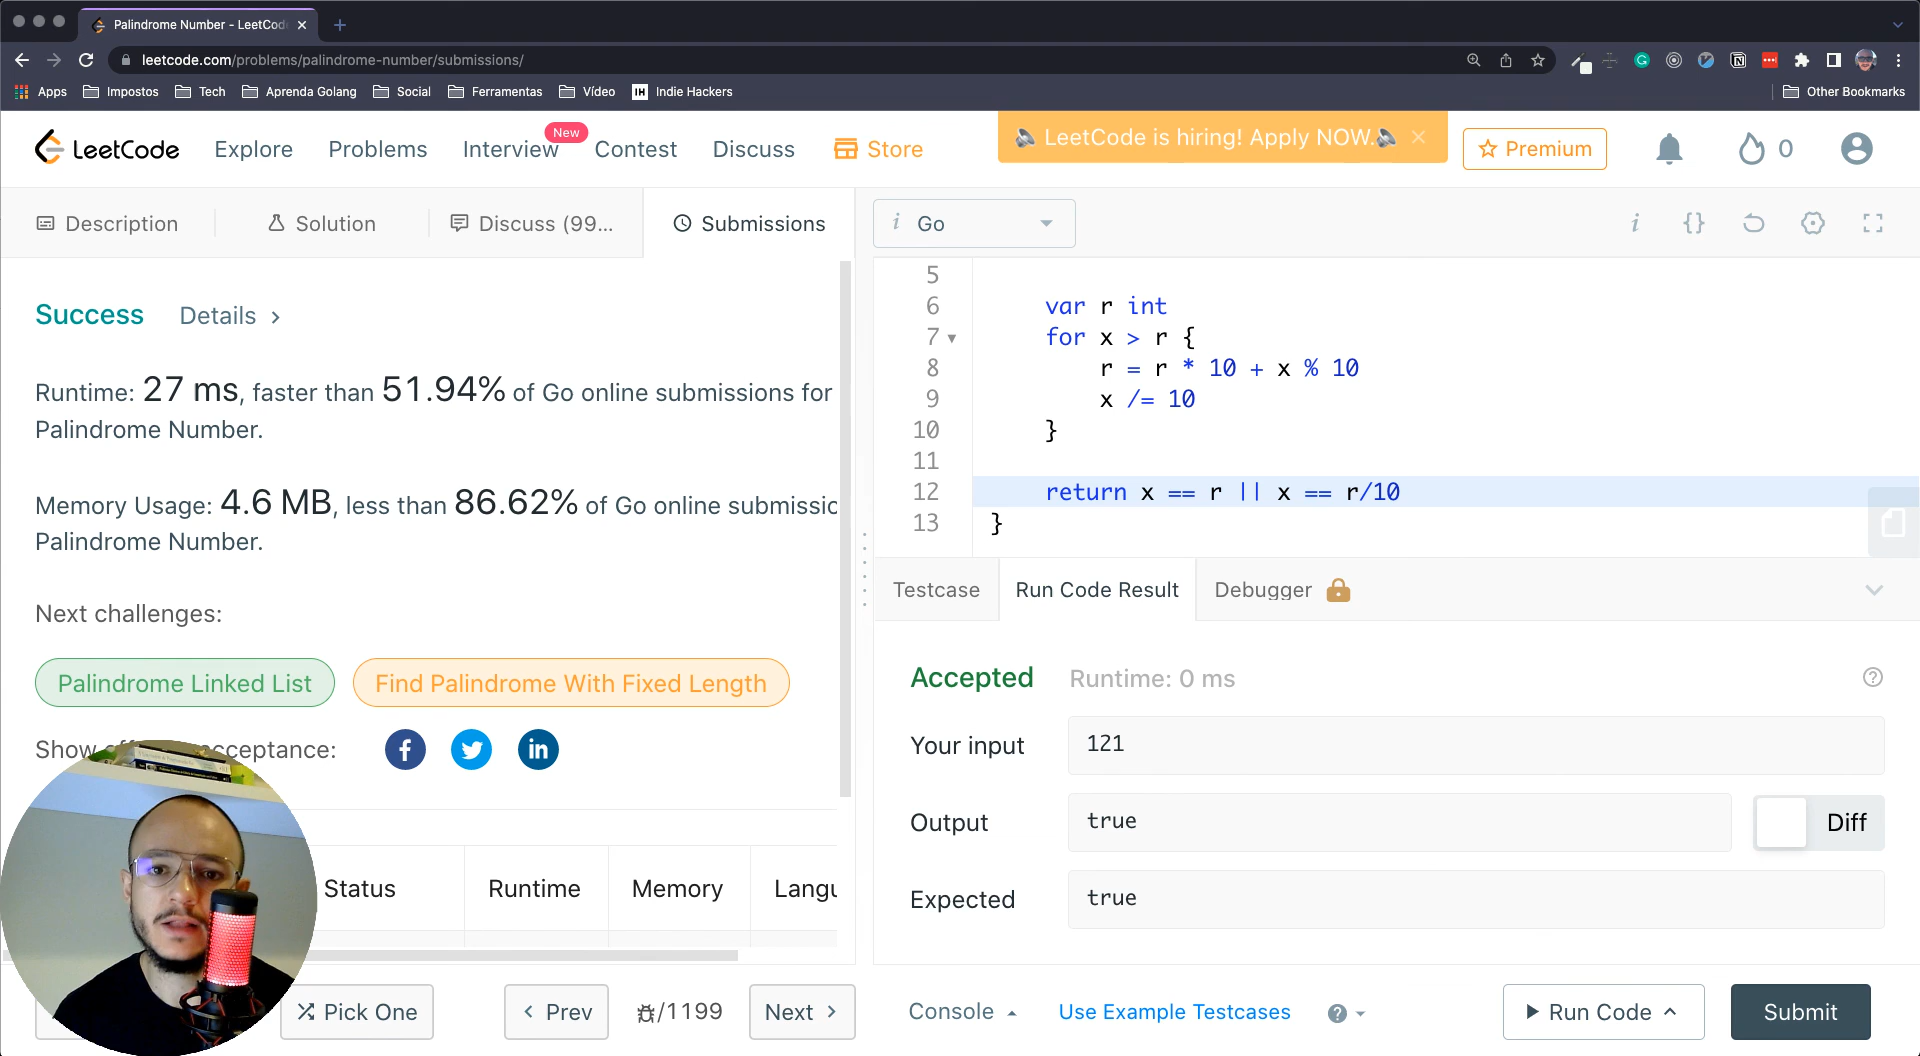 Palindrome Number - LeetCod
leetcode.com/problems/palindrome-number/submissions/
Apps Impostos Tech Aprenda Golang Social Ferramentas Vídeo IH Indie Hackers Other Bookmarks
LeetCode Explore Problems Interview New Contest Discuss Store LeetCode is hiring! Apply NOW. Premium 0
Description Solution Discuss (99... Submissions
i Go i {}
Success Details >
Runtime: 27 ms, faster than 51.94% of Go online submissions for
Palindrome Number.
Memory Usage: 4.6 MB, less than 86.62% of Go online submissio
Palindrome Number.
Next challenges:
Palindrome Linked List Find Palindrome With Fixed Length
Show acceptance:
Status Runtime Memory Langu
Pick One < Prev /1199 Next >
5
6 var r int
7 for x > r {
8 r = r * 10 + x % 10
9 x /= 10
10 }
11
12 return x == r || x == r/10
13 }
Testcase Run Code Result Debugger
Accepted Runtime: 0 ms
Your input 121
Output true Diff
Expected true
Console Use Example Testcases Run Code Submit